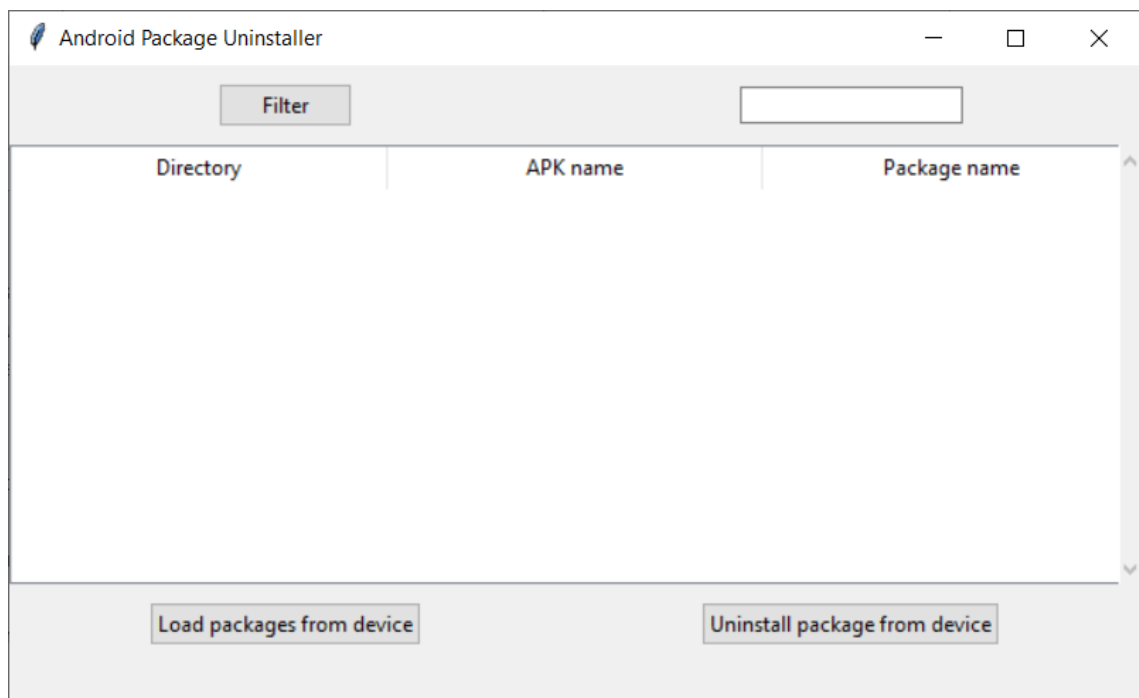 Android Package Uninstaller
Filter
Directory APK name Package name
Load packages from device Uninstall package from device